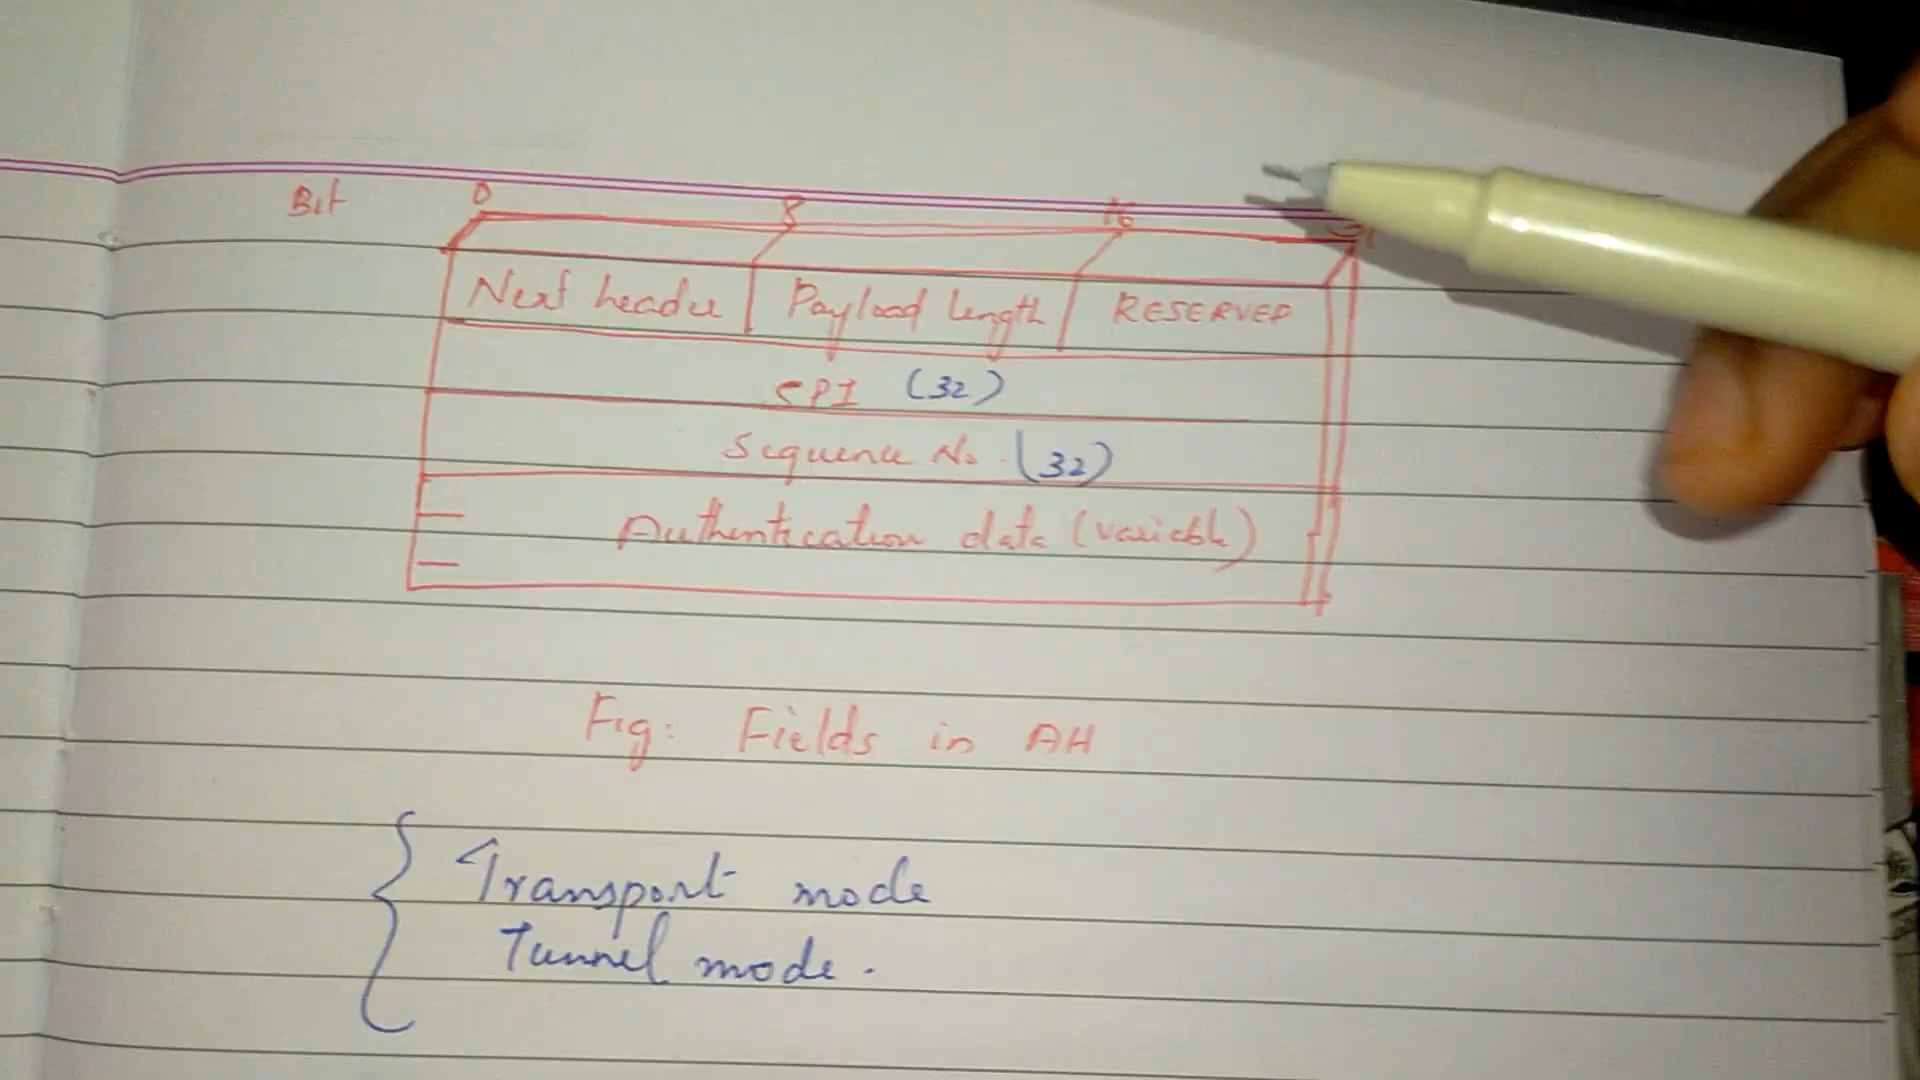 Bit 0 8 16 31
Next header Payload length RESERVED
SPI (32)
Sequence No. (32)
Authentication data (variable)
Fig: Fields in AH
Transport mode
Tunnel mode.